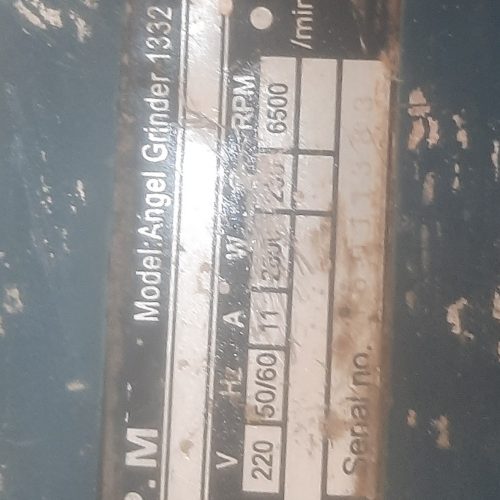 P.M
Model:Angel Grinder 1332
V Hz A W RPM /min
220 50/60 11 6500
Serial no.